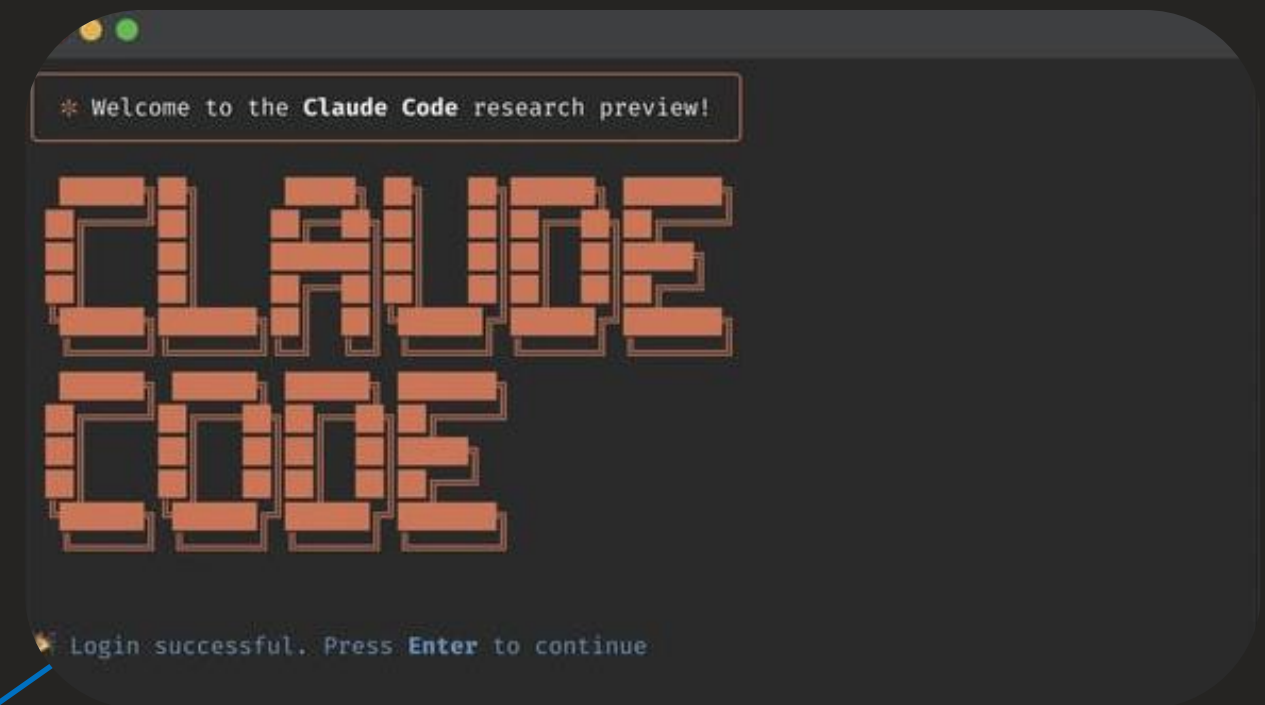 ✻ Welcome to the Claude Code research preview!
CLAUDE
CODE
Login successful. Press Enter to continue